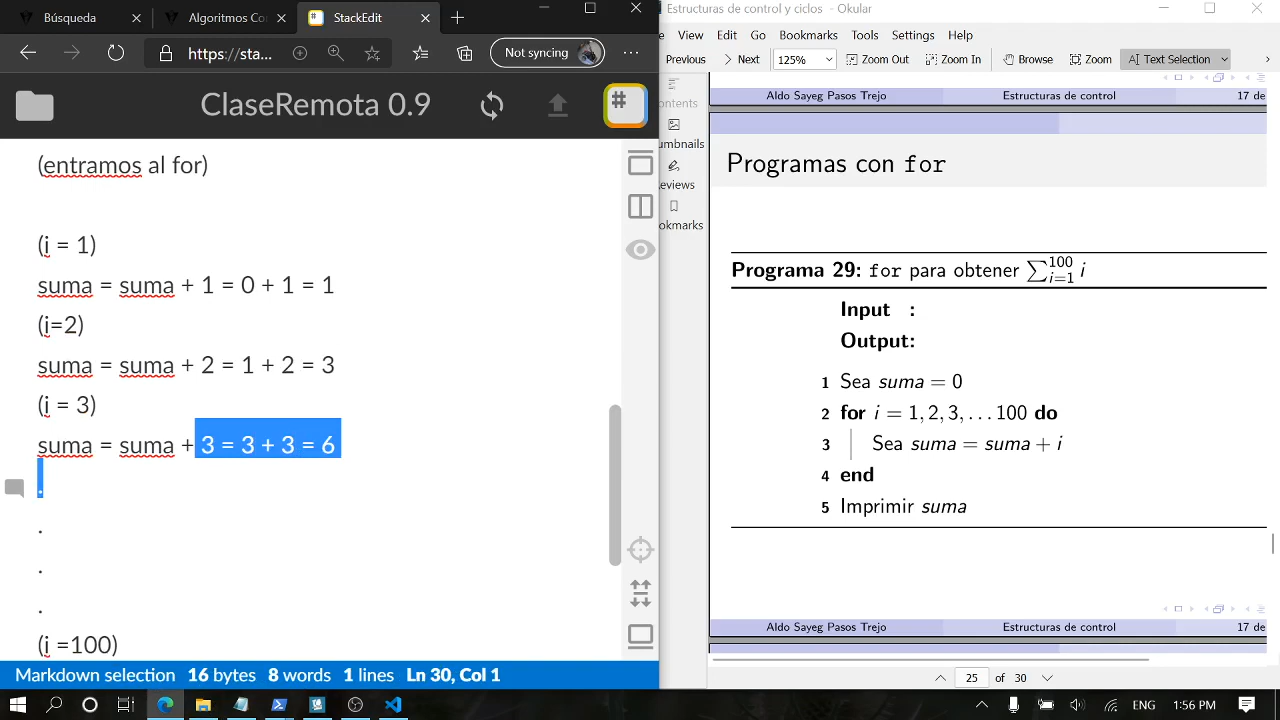 Búsqueda
Algoritmos Co
StackEdit
https://sta...
Not syncing
ClaseRemota 0.9
(entramos al for)
(i = 1)
suma = suma + 1 = 0 + 1 = 1
(i=2)
suma = suma + 2 = 1 + 2 = 3
(i = 3)
suma = suma + 3 = 3 + 3 = 6
.
.
.
.
(i =100)
Markdown selection 16 bytes 8 words 1 lines Ln 30, Col 1
Estructuras de control y ciclos - Okular
e View Edit Go Bookmarks Tools Settings Help
Previous Next 125% Zoom Out Zoom In Browse Zoom Text Selection
ontents
umbnails
eviews
okmarks
Aldo Sayeg Pasos Trejo Estructuras de control 17 de
Programas con for
Programa 29: for para obtener ∑_{i=1}^{100} i
Input :
Output:
1 Sea suma = 0
2 for i = 1, 2, 3, . . . 100 do
3 Sea suma = suma + i
4 end
5 Imprimir suma
Aldo Sayeg Pasos Trejo Estructuras de control 17 de
25 of 30
ENG 1:56 PM